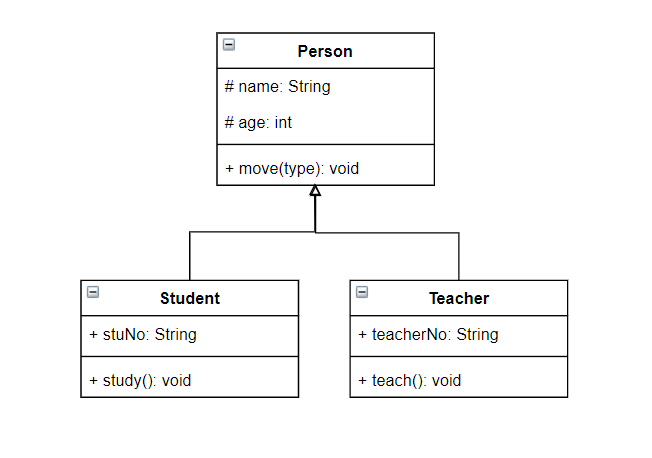 Person
# name: String
# age: int
+ move(type): void
Student
+ stuNo: String
+ study(): void
Teacher
+ teacherNo: String
+ teach(): void